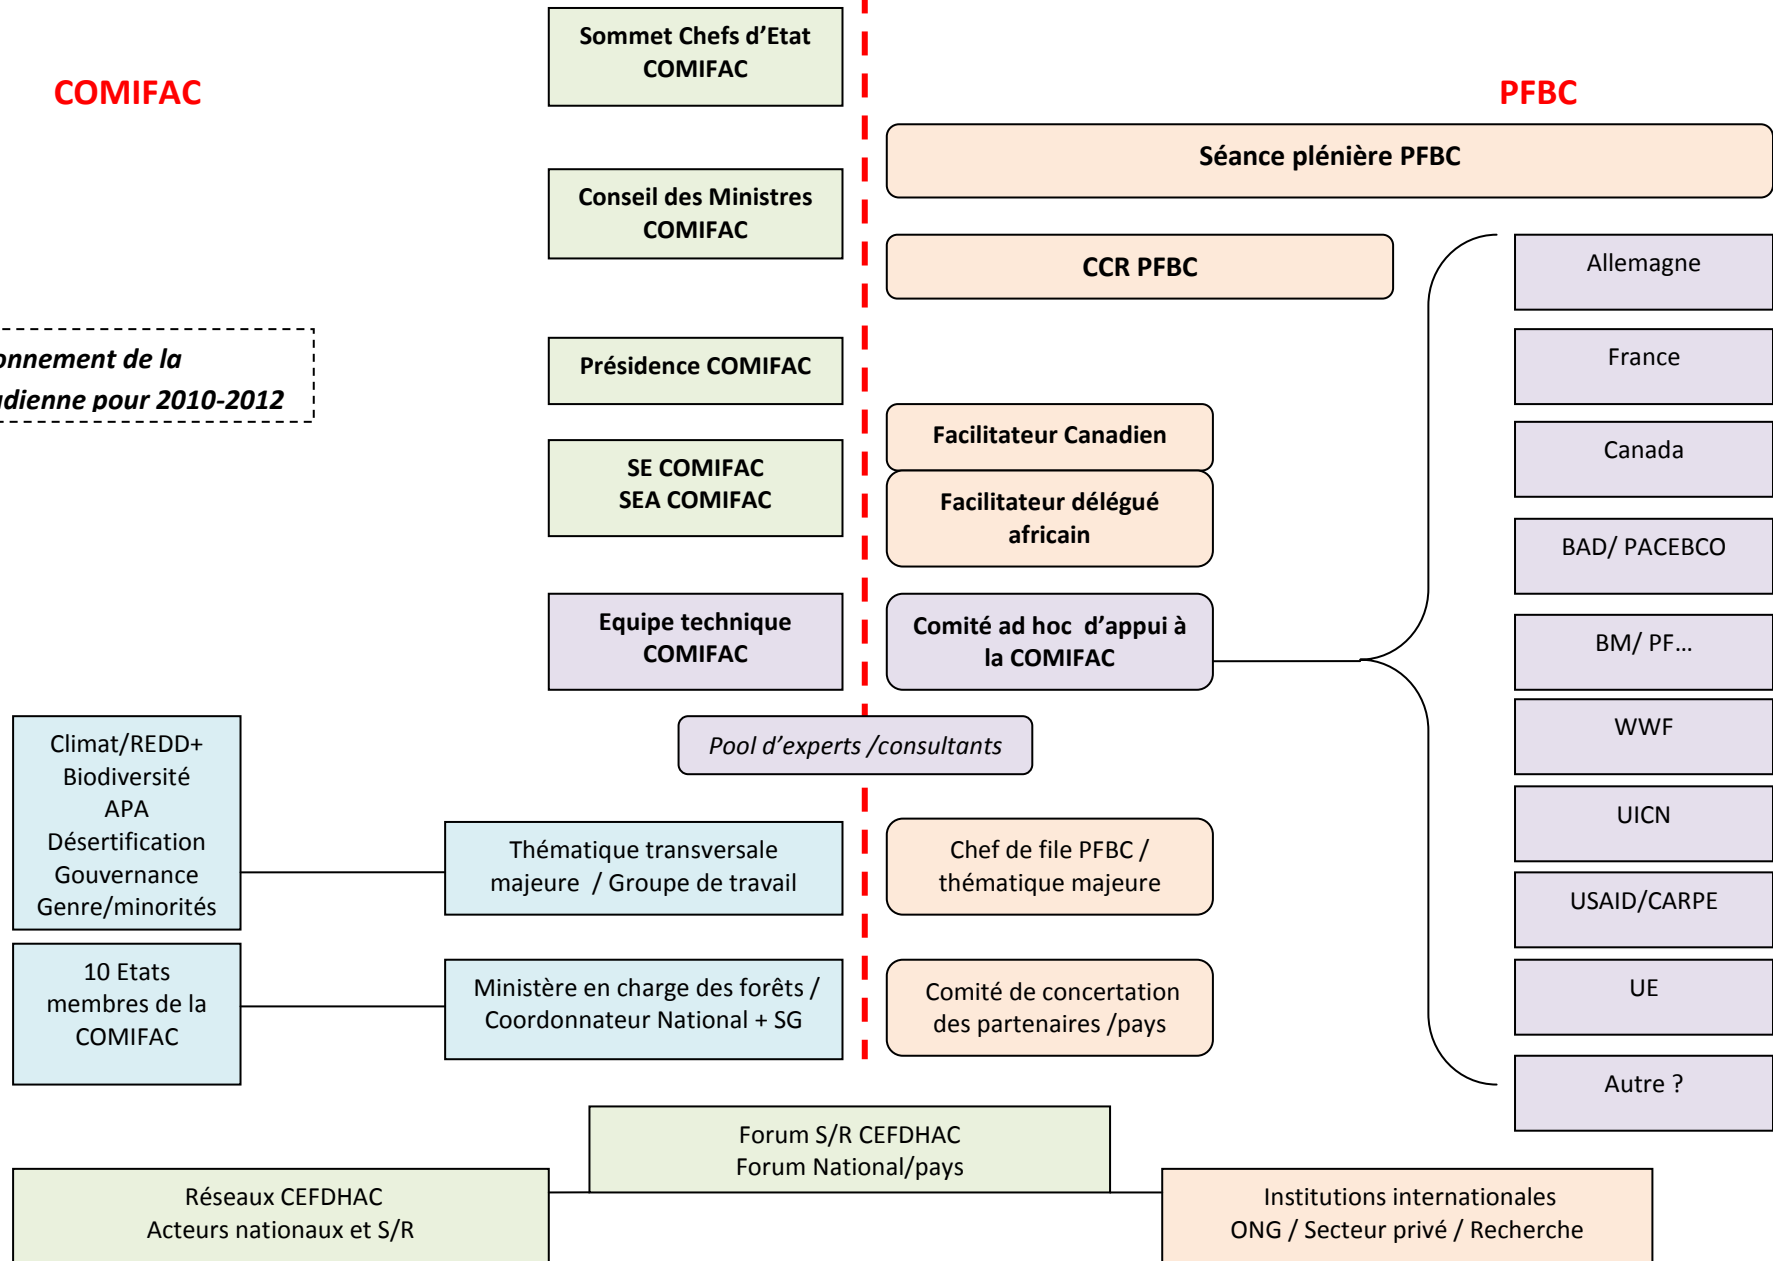 COMIFAC
PFBC
Sommet Chefs d’Etat
COMIFAC
Séance plénière PFBC
Conseil des Ministres
COMIFAC
CCR PFBC
Présidence COMIFAC
onnement de la
dienne pour 2010-2012
Facilitateur Canadien
SE COMIFAC
SEA COMIFAC
Facilitateur délégué
africain
Equipe technique
COMIFAC
Comité ad hoc d’appui à
la COMIFAC
Allemagne
France
Canada
BAD/ PACEBCO
BM/ PF…
WWF
UICN
USAID/CARPE
UE
Autre ?
Pool d’experts /consultants
Climat/REDD+
Biodiversité
APA
Désertification
Gouvernance
Genre/minorités
Thématique transversale
majeure / Groupe de travail
Chef de file PFBC /
thématique majeure
10 Etats
membres de la
COMIFAC
Ministère en charge des forêts /
Coordonnateur National + SG
Comité de concertation
des partenaires /pays
Forum S/R CEFDHAC
Forum National/pays
Réseaux CEFDHAC
Acteurs nationaux et S/R
Institutions internationales
ONG / Secteur privé / Recherche